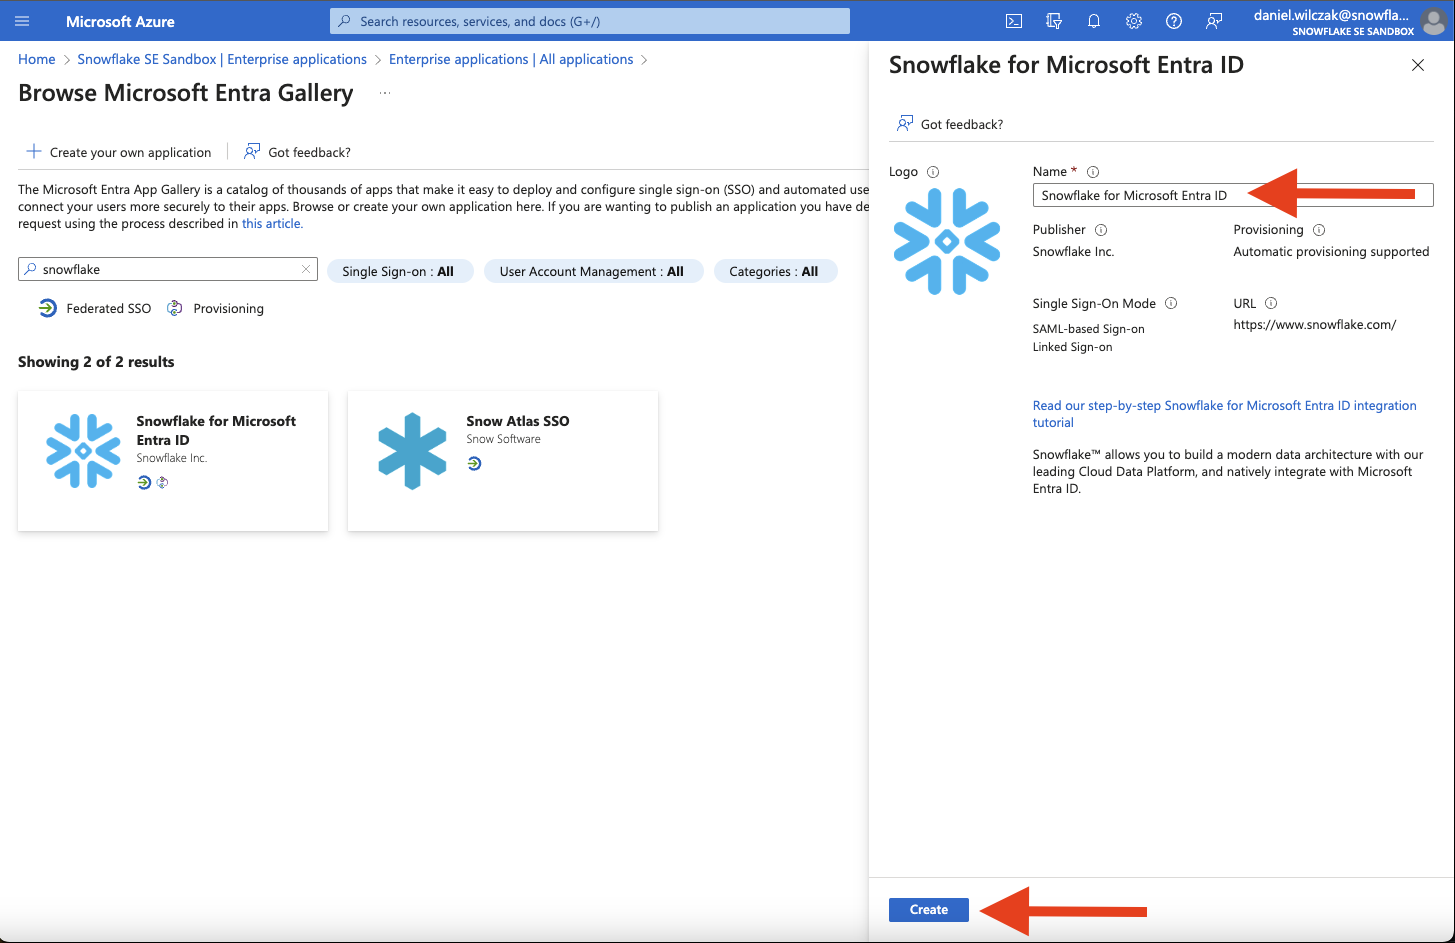 Microsoft Azure
Search resources, services, and docs (G+/)
daniel.wilczak@snowfla...
SNOWFLAKE SE SANDBOX
Home > Snowflake SE Sandbox | Enterprise applications > Enterprise applications | All applications >
Browse Microsoft Entra Gallery ...
Create your own application
Got feedback?
The Microsoft Entra App Gallery is a catalog of thousands of apps that make it easy to deploy and configure single sign-on (SSO) and automated use
connect your users more securely to their apps. Browse or create your own application here. If you are wanting to publish an application you have de
request using the process described in this article.
snowflake
Single Sign-on : All
User Account Management : All
Categories : All
Federated SSO
Provisioning
Showing 2 of 2 results
Snowflake for Microsoft
Entra ID
Snowflake Inc.
Snow Atlas SSO
Snow Software
Snowflake for Microsoft Entra ID
Got feedback?
Logo
Name *
Snowflake for Microsoft Entra ID
Publisher
Snowflake Inc.
Provisioning
Automatic provisioning supported
Single Sign-On Mode
SAML-based Sign-on
Linked Sign-on
URL
https://www.snowflake.com/
Read our step-by-step Snowflake for Microsoft Entra ID integration
tutorial
Snowflake™ allows you to build a modern data architecture with our
leading Cloud Data Platform, and natively integrate with Microsoft
Entra ID.
Create